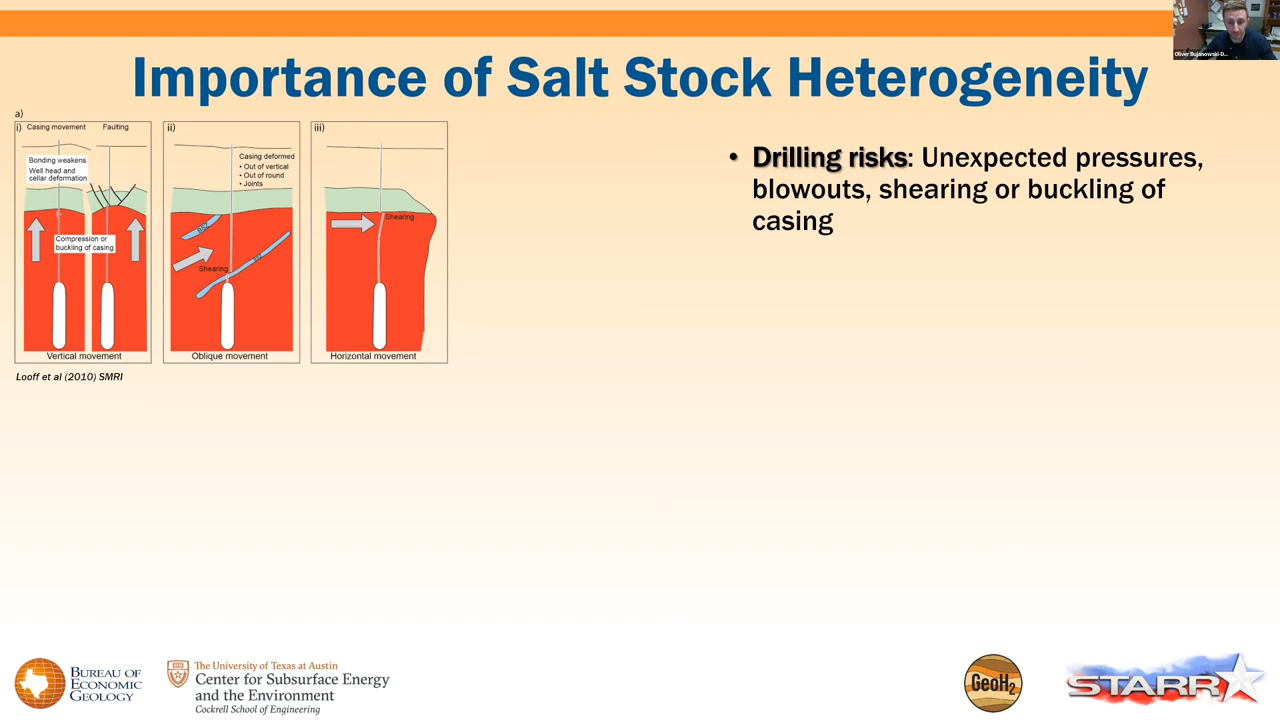 Oliver Bujanowski-D...
Importance of Salt Stock Heterogeneity
a)
i) Casing movement Faulting
Bonding weakens
Well head and
cellar deformation
Compression or
buckling of casing
Vertical movement
ii)
Casing deformed
• Out of vertical
• Out of round
• Joints
BSZ
Shearing
Oblique movement
iii)
Shearing
Horizontal movement
Looff et al (2010) SMRI
• Drilling risks: Unexpected pressures,
blowouts, shearing or buckling of
casing
BUREAU OF
ECONOMIC
GEOLOGY
The University of Texas at Austin
Center for Subsurface Energy
and the Environment
Cockrell School of Engineering
GeoH2
STARR